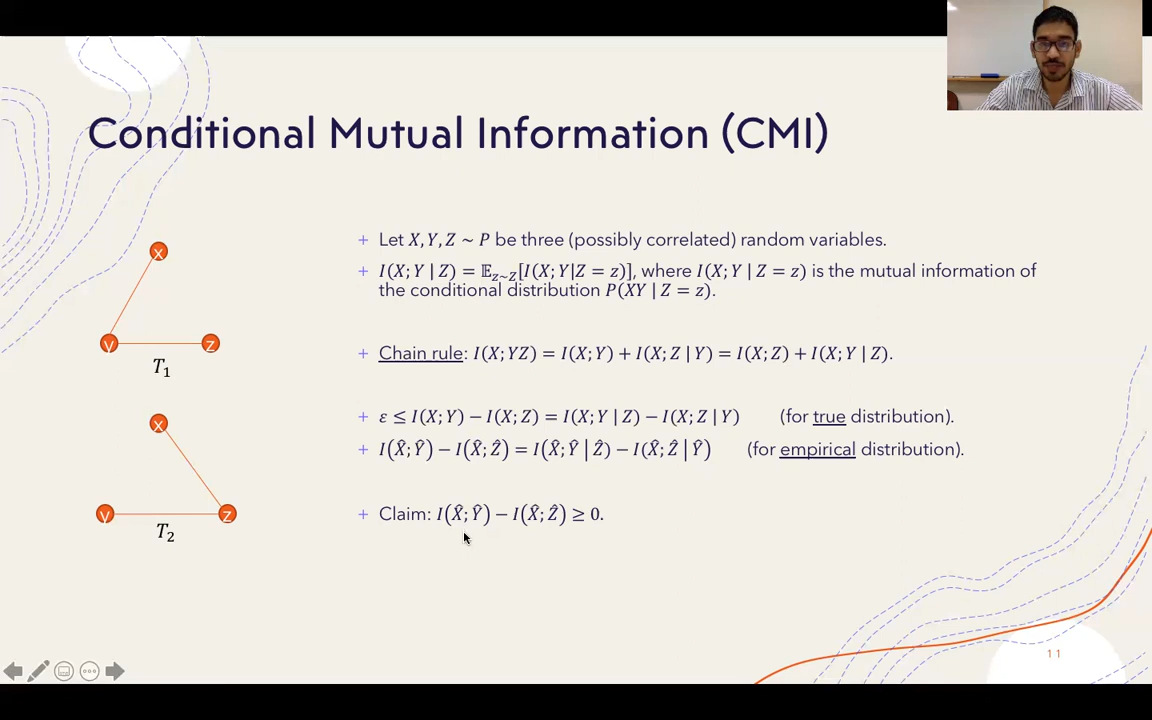 Conditional Mutual Information (CMI)
+ Let X, Y, Z ~ P be three (possibly correlated) random variables.
+ I(X; Y | Z) = 𝔼_{z~Z}[I(X; Y|Z = z)], where I(X; Y | Z = z) is the mutual information of
the conditional distribution P(XY | Z = z).
+ Chain rule: I(X; YZ) = I(X; Y) + I(X; Z | Y) = I(X; Z) + I(X; Y | Z).
+ ε ≤ I(X; Y) − I(X; Z) = I(X; Y | Z) − I(X; Z | Y) (for true distribution).
+ I(X̂; Ŷ) − I(X̂; Ẑ) = I(X̂; Ŷ | Ẑ) − I(X̂; Ẑ | Ŷ) (for empirical distribution).
+ Claim: I(X̂; Ŷ) − I(X̂; Ẑ) ≥ 0.
x
y z
T₁
x
y z
T₂
11